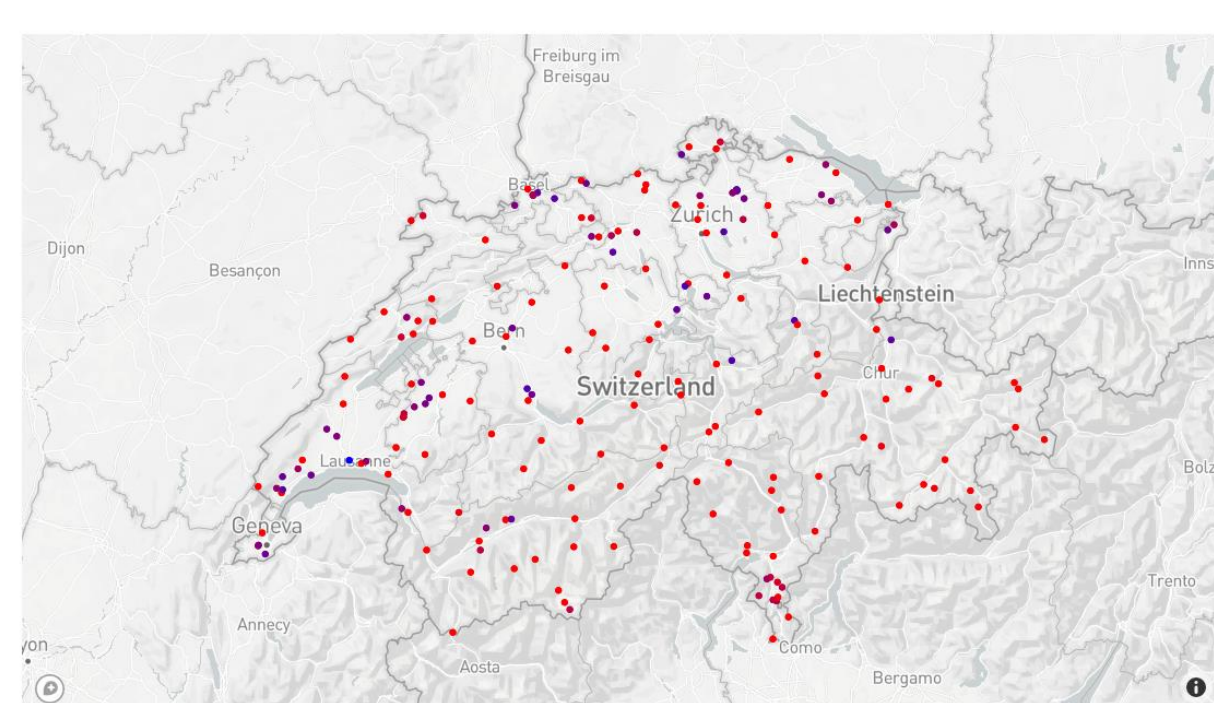 Freiburg im
Breisgau
Basel
Zurich
Dijon
Besançon
Inns
Liechtenstein
Bern
Switzerland
Chur
Lausanne
Bolz
Geneva
Trento
Annecy
yon
Como
Aosta
Bergamo
i